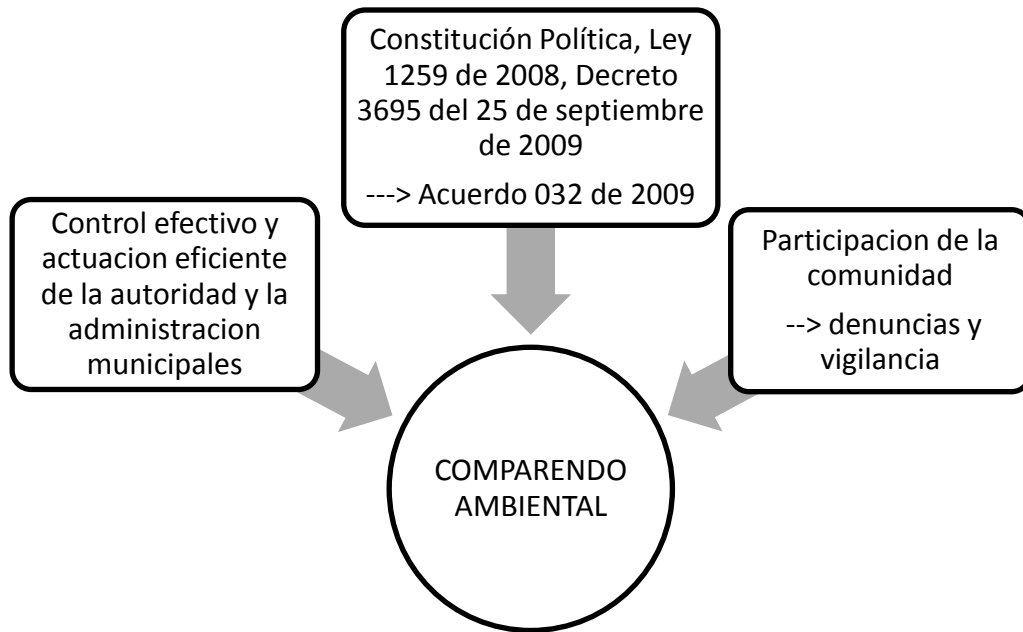 Constitución Política, Ley
1259 de 2008, Decreto
3695 del 25 de septiembre
de 2009
---> Acuerdo 032 de 2009
Control efectivo y
actuacion eficiente
de la autoridad y la
administracion
municipales
Participacion de la
comunidad
--> denuncias y
vigilancia
COMPARENDO
AMBIENTAL